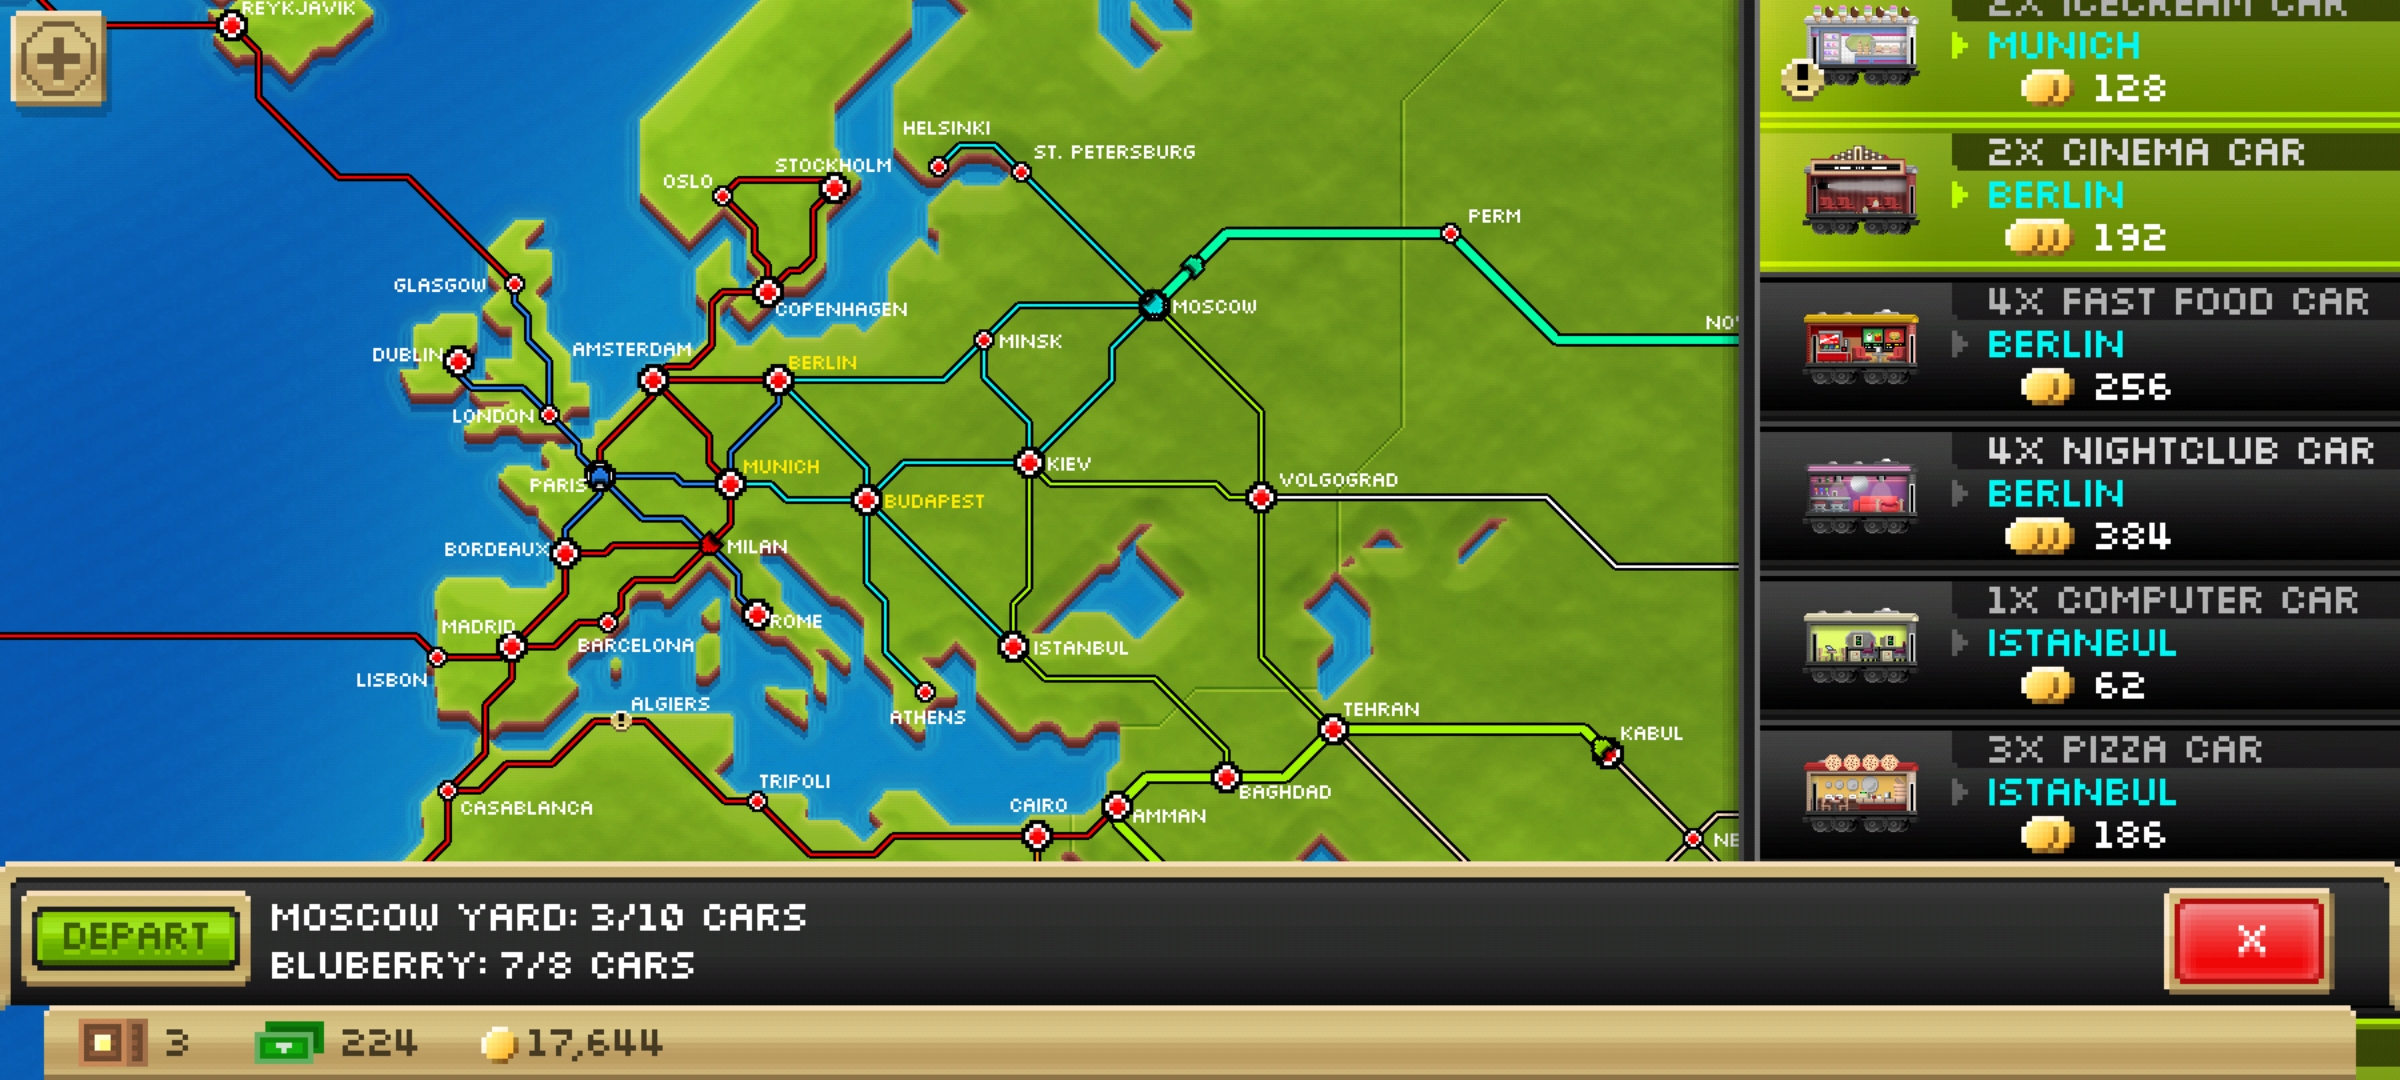 REYKJAVIK
HELSINKI
ST. PETERSBURG
STOCKHOLM
OSLO
PERM
GLASGOW
COPENHAGEN
MOSCOW
NO
MINSK
AMSTERDAM
DUBLIN
BERLIN
LONDON
KIEV
MUNICH
PARIS
VOLGOGRAD
BUDAPEST
BORDEAUX
MILAN
MADRID
ROME
BARCELONA
ISTANBUL
LISBON
ALGIERS
ATHENS
TEHRAN
KABUL
TRIPOLI
CASABLANCA
CAIRO
BAGHDAD
AMMAN
NE
2X ICECREAM CAR
MUNICH
128
2X CINEMA CAR
BERLIN
192
4X FAST FOOD CAR
BERLIN
256
4X NIGHTCLUB CAR
BERLIN
384
1X COMPUTER CAR
ISTANBUL
62
3X PIZZA CAR
ISTANBUL
186
DEPART
MOSCOW YARD: 3/10 CARS
BLUBERRY: 7/8 CARS
X
3 224 17,644